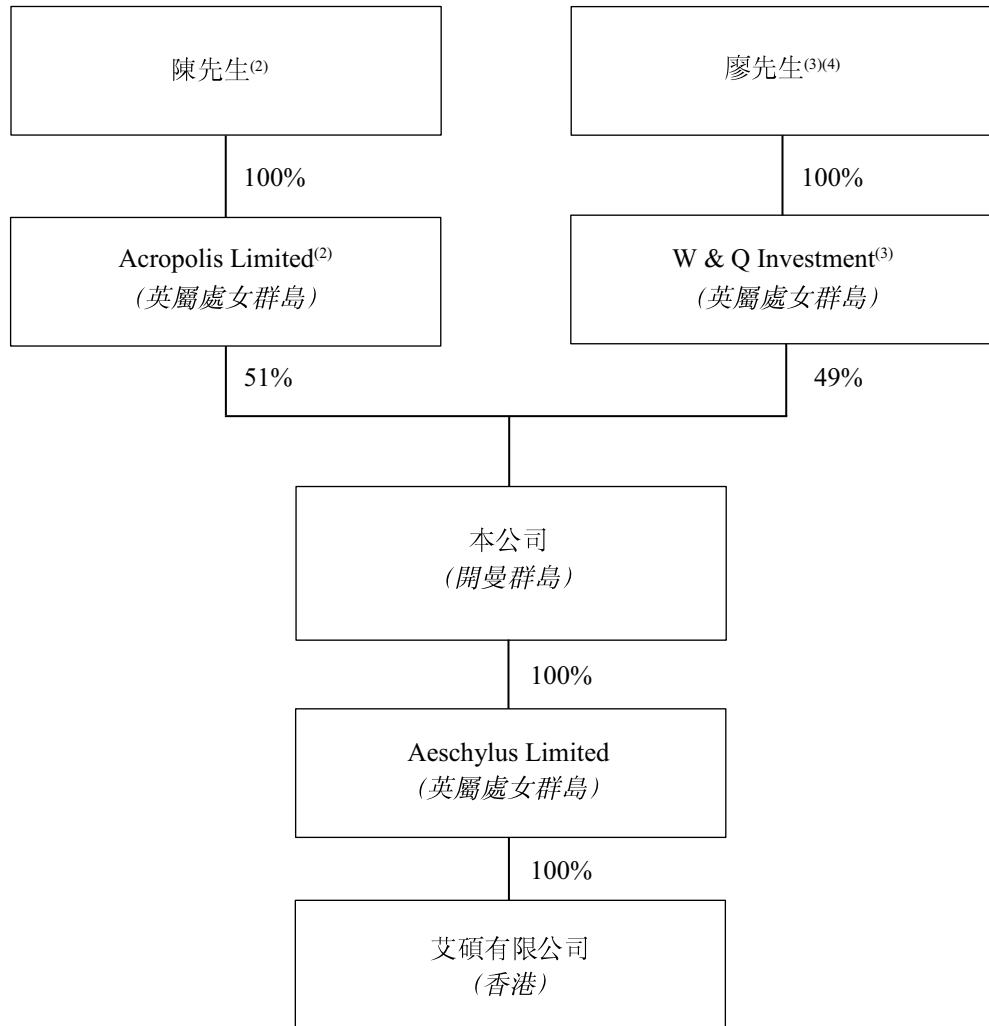 陳先生(2)
廖先生(3)(4)
100%
100%
Acropolis Limited(2)
(英屬處女群島)
W & Q Investment(3)
(英屬處女群島)
51%
49%
本公司
(開曼群島)
100%
Aeschylus Limited
(英屬處女群島)
100%
艾碩有限公司
(香港)